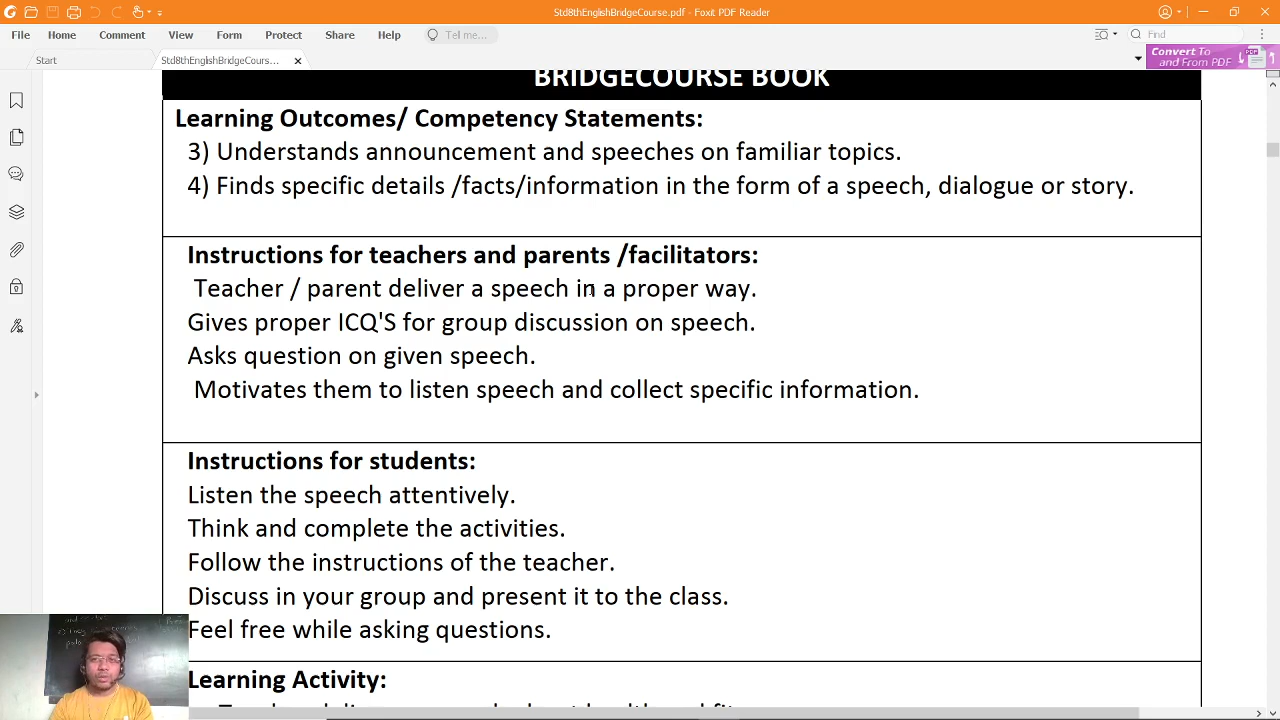 Std8thEnglishBridgeCourse.pdf - Foxit PDF Reader
File Home Comment View Form Protect Share Help Tell me... Find
Start Std8thEnglishBridgeCours...
Convert To
and From PDF
BRIDGECOURSE BOOK
Learning Outcomes/ Competency Statements:
3) Understands announcement and speeches on familiar topics.
4) Finds specific details /facts/information in the form of a speech, dialogue or story.
Instructions for teachers and parents /facilitators:
Teacher / parent deliver a speech in a proper way.
Gives proper ICQ'S for group discussion on speech.
Asks question on given speech.
Motivates them to listen speech and collect specific information.
Instructions for students:
Listen the speech attentively.
Think and complete the activities.
Follow the instructions of the teacher.
Discuss in your group and present it to the class.
Feel free while asking questions.
Learning Activity: